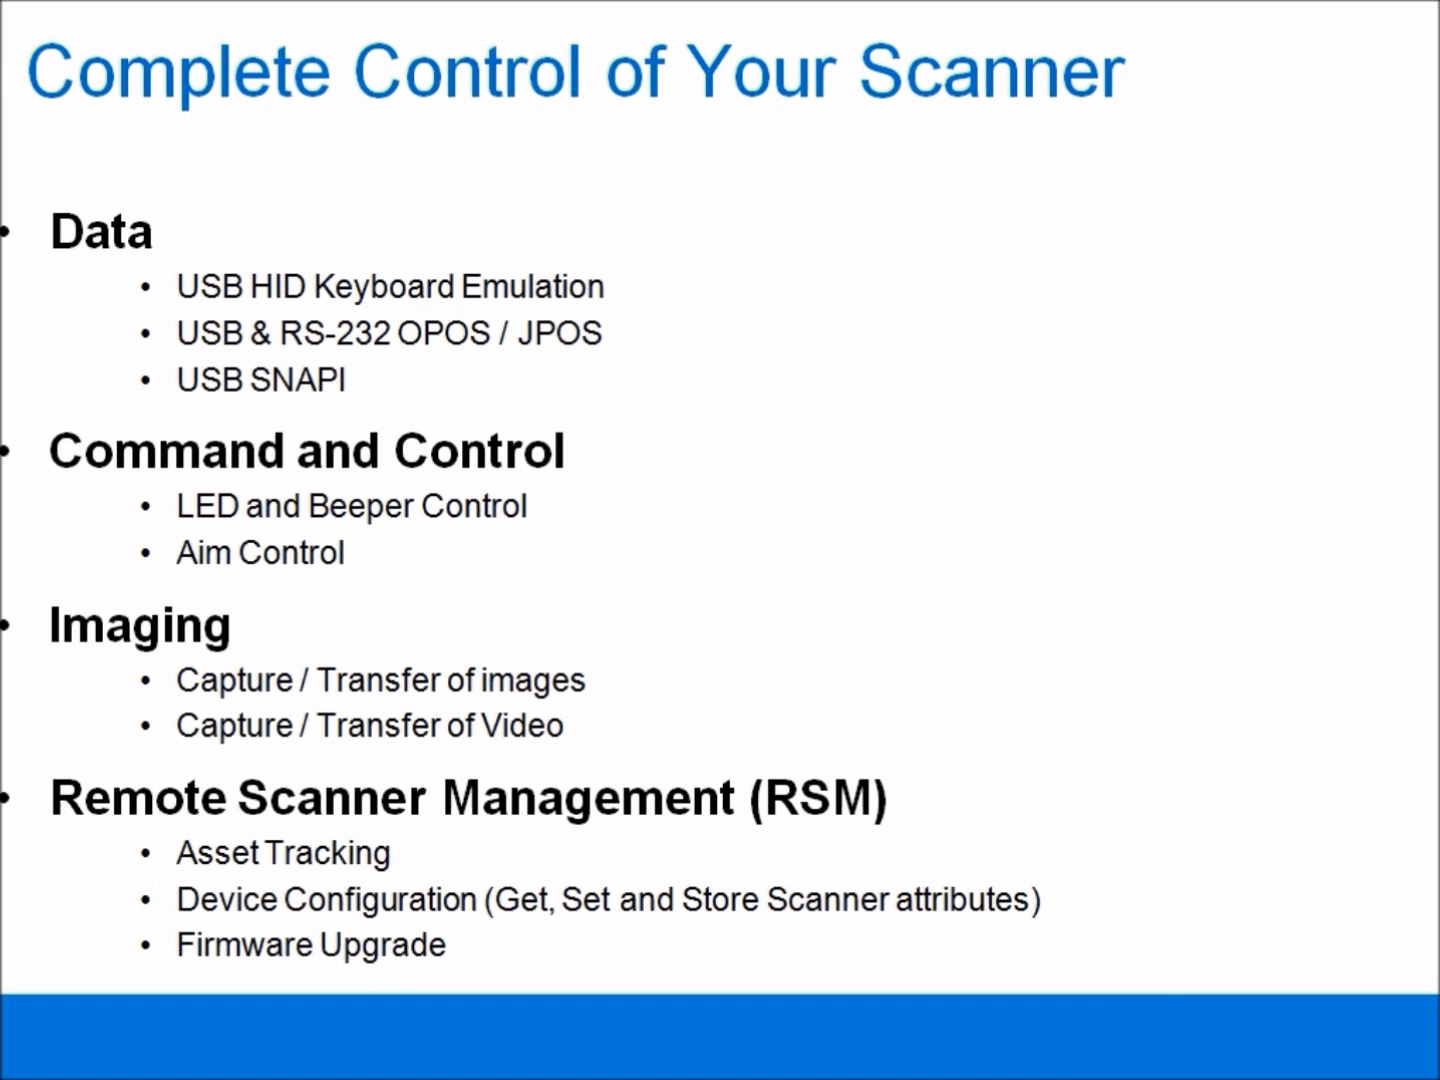 Complete Control of Your Scanner
• Data
• USB HID Keyboard Emulation
• USB & RS-232 OPOS / JPOS
• USB SNAPI
• Command and Control
• LED and Beeper Control
• Aim Control
• Imaging
• Capture / Transfer of images
• Capture / Transfer of Video
• Remote Scanner Management (RSM)
• Asset Tracking
• Device Configuration (Get, Set and Store Scanner attributes)
• Firmware Upgrade